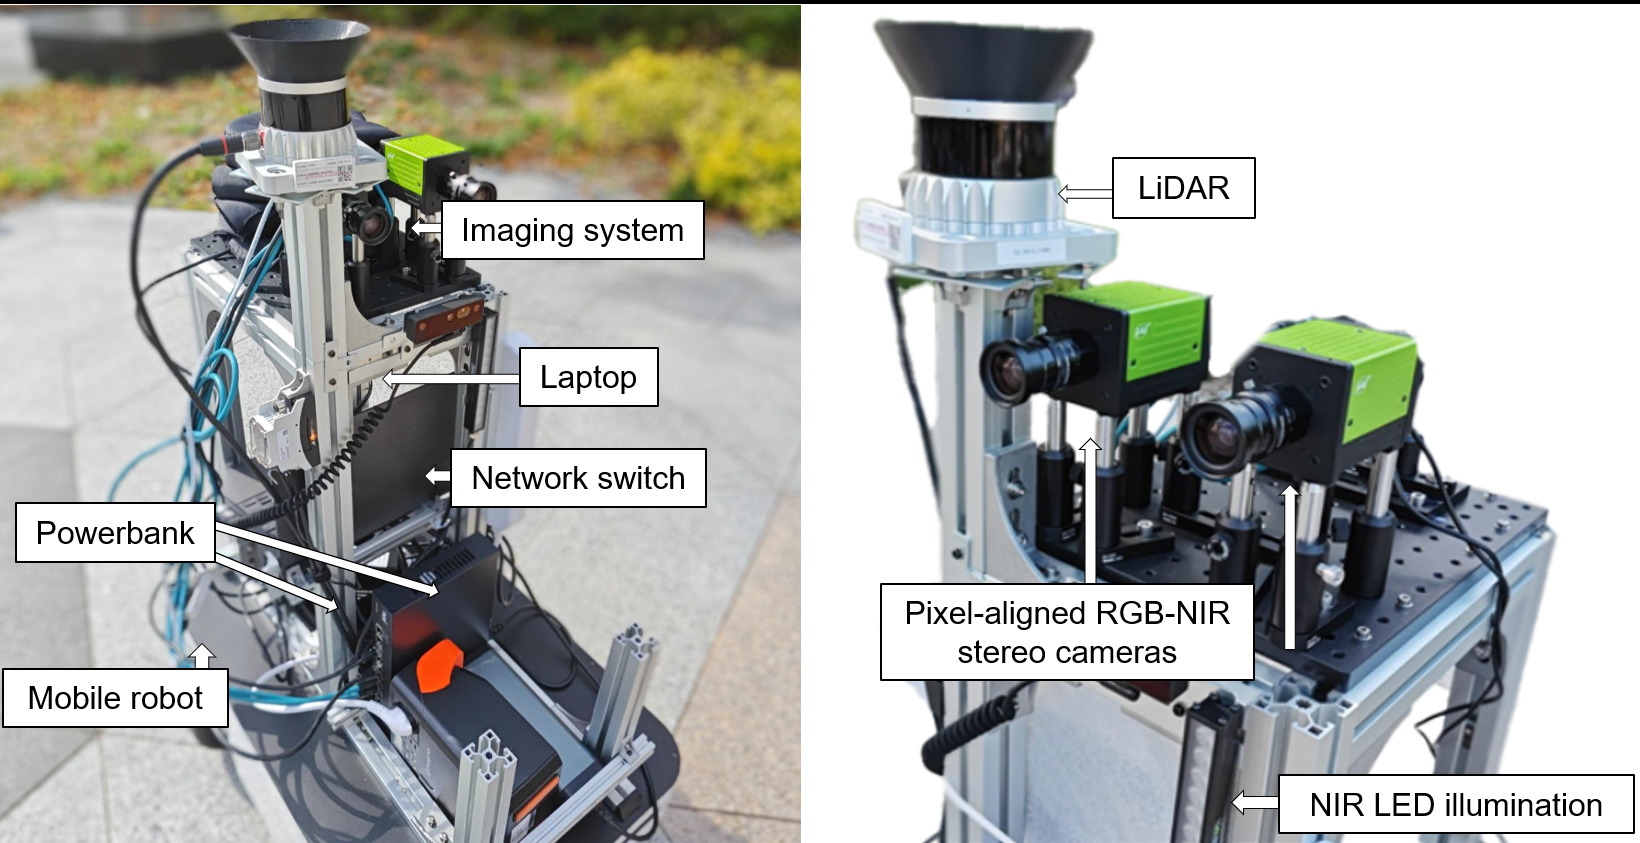 Imaging system
Laptop
Network switch
Powerbank
Mobile robot
LiDAR
Pixel-aligned RGB-NIR
stereo cameras
NIR LED illumination